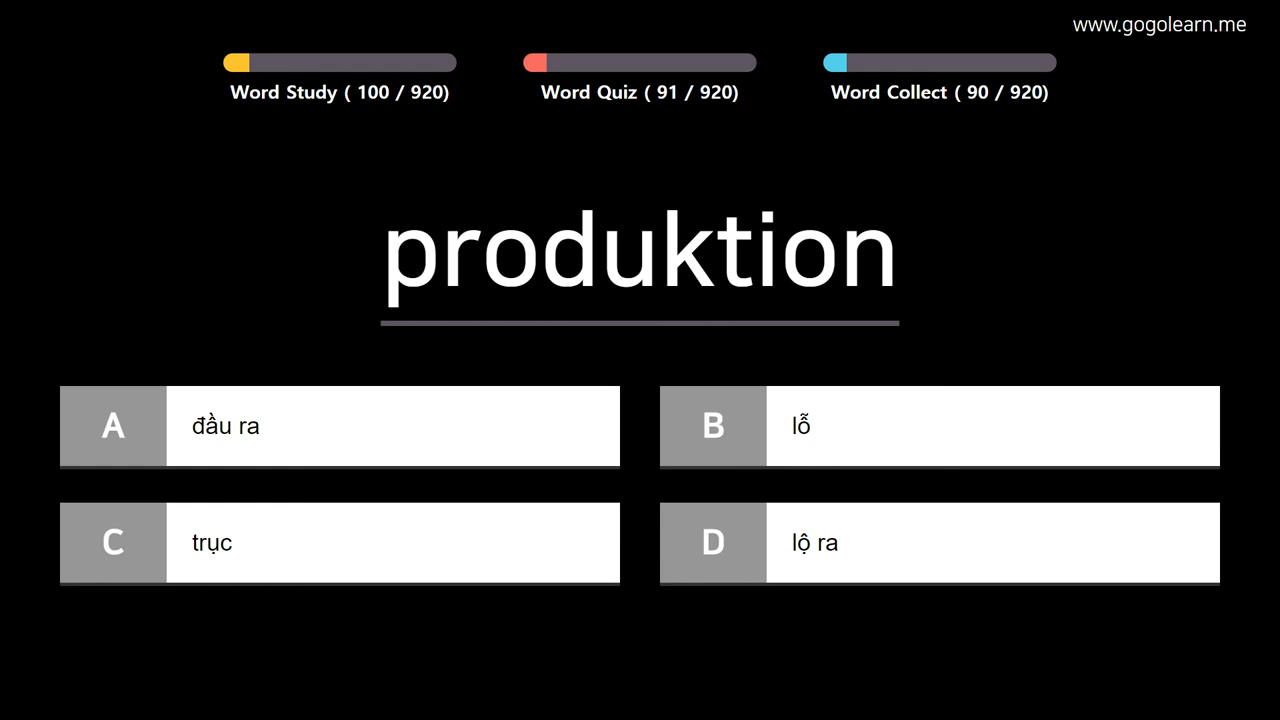 www.gogolearn.me
Word Study ( 100 / 920)
Word Quiz ( 91 / 920)
Word Collect ( 90 / 920)
produktion
A đầu ra
B lỗ
C trục
D lộ ra